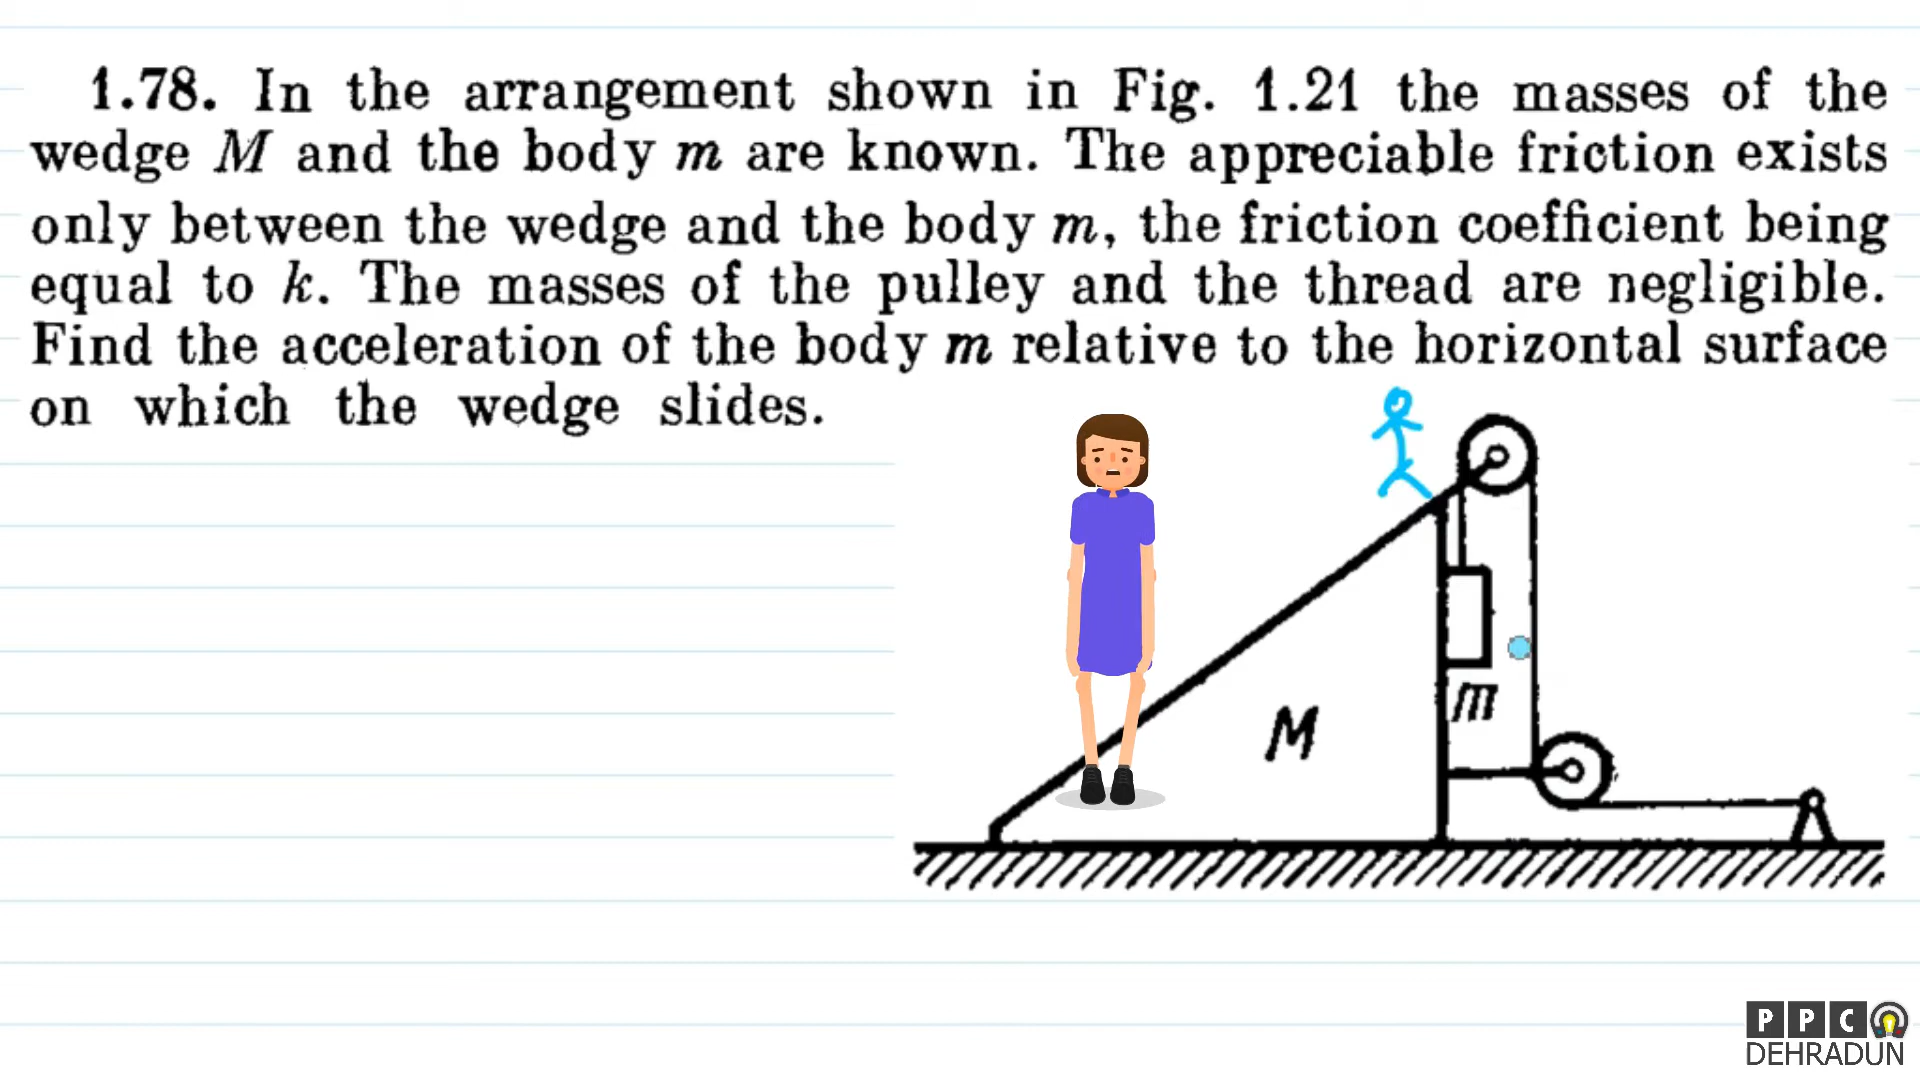 1.78. In the arrangement shown in Fig. 1.21 the masses of the
wedge M and the body m are known. The appreciable friction exists
only between the wedge and the body m, the friction coefficient being
equal to k. The masses of the pulley and the thread are negligible.
Find the acceleration of the body m relative to the horizontal surface
on which the wedge slides.
M
m
PPC
DEHRADUN